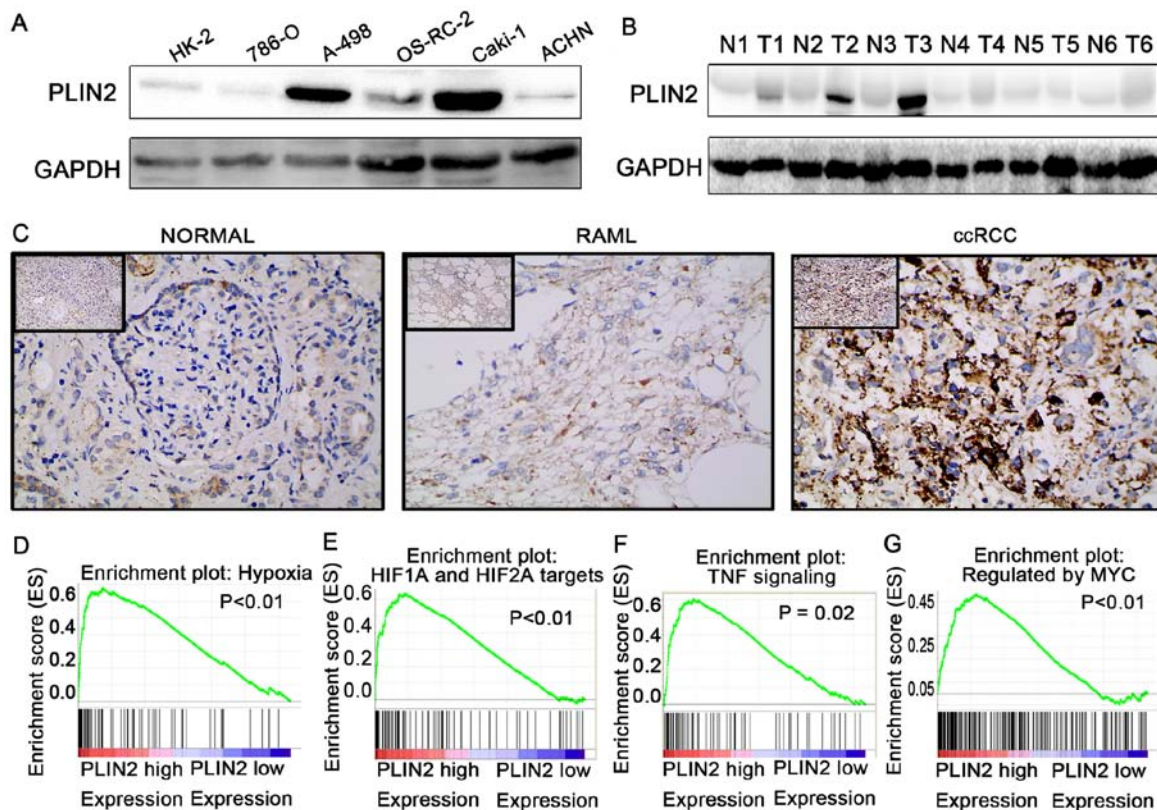 A
HK-2 786-O A-498 OS-RC-2 Caki-1 ACHN
PLIN2
GAPDH
B
N1 T1 N2 T2 N3 T3 N4 T4 N5 T5 N6 T6
PLIN2
GAPDH
C
NORMAL RAML ccRCC
D
Enrichment plot: Hypoxia
P<0.01
Enrichment score (ES)
0.6
0.4
0.2
0.0
PLIN2 high PLIN2 low
Expression Expression
E
Enrichment plot:
HIF1A and HIF2A targets
P<0.01
Enrichment score (ES)
0.6
0.4
0.2
0.0
PLIN2 high PLIN2 low
Expression Expression
F
Enrichment plot:
TNF signaling
P = 0.02
Enrichment score (ES)
0.6
0.4
0.2
0.0
PLIN2 high PLIN2 low
Expression Expression
G
Enrichment plot:
Regulated by MYC
P<0.01
Enrichment score (ES)
0.45
0.25
0.05
PLIN2 high PLIN2 low
Expression Expression